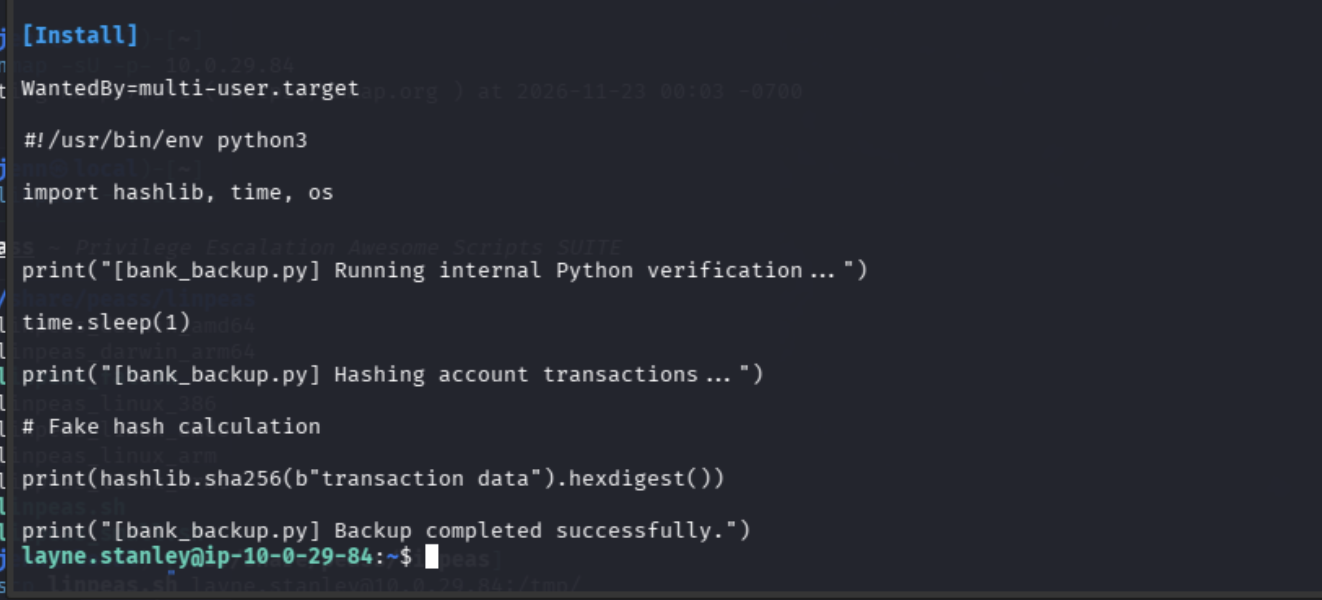 [Install]
WantedBy=multi-user.target
#!/usr/bin/env python3
import hashlib, time, os
print("[bank_backup.py] Running internal Python verification...")
time.sleep(1)
print("[bank_backup.py] Hashing account transactions...")
# Fake hash calculation
print(hashlib.sha256(b"transaction data").hexdigest())
print("[bank_backup.py] Backup completed successfully.")
layne.stanley@ip-10-0-29-84:~$